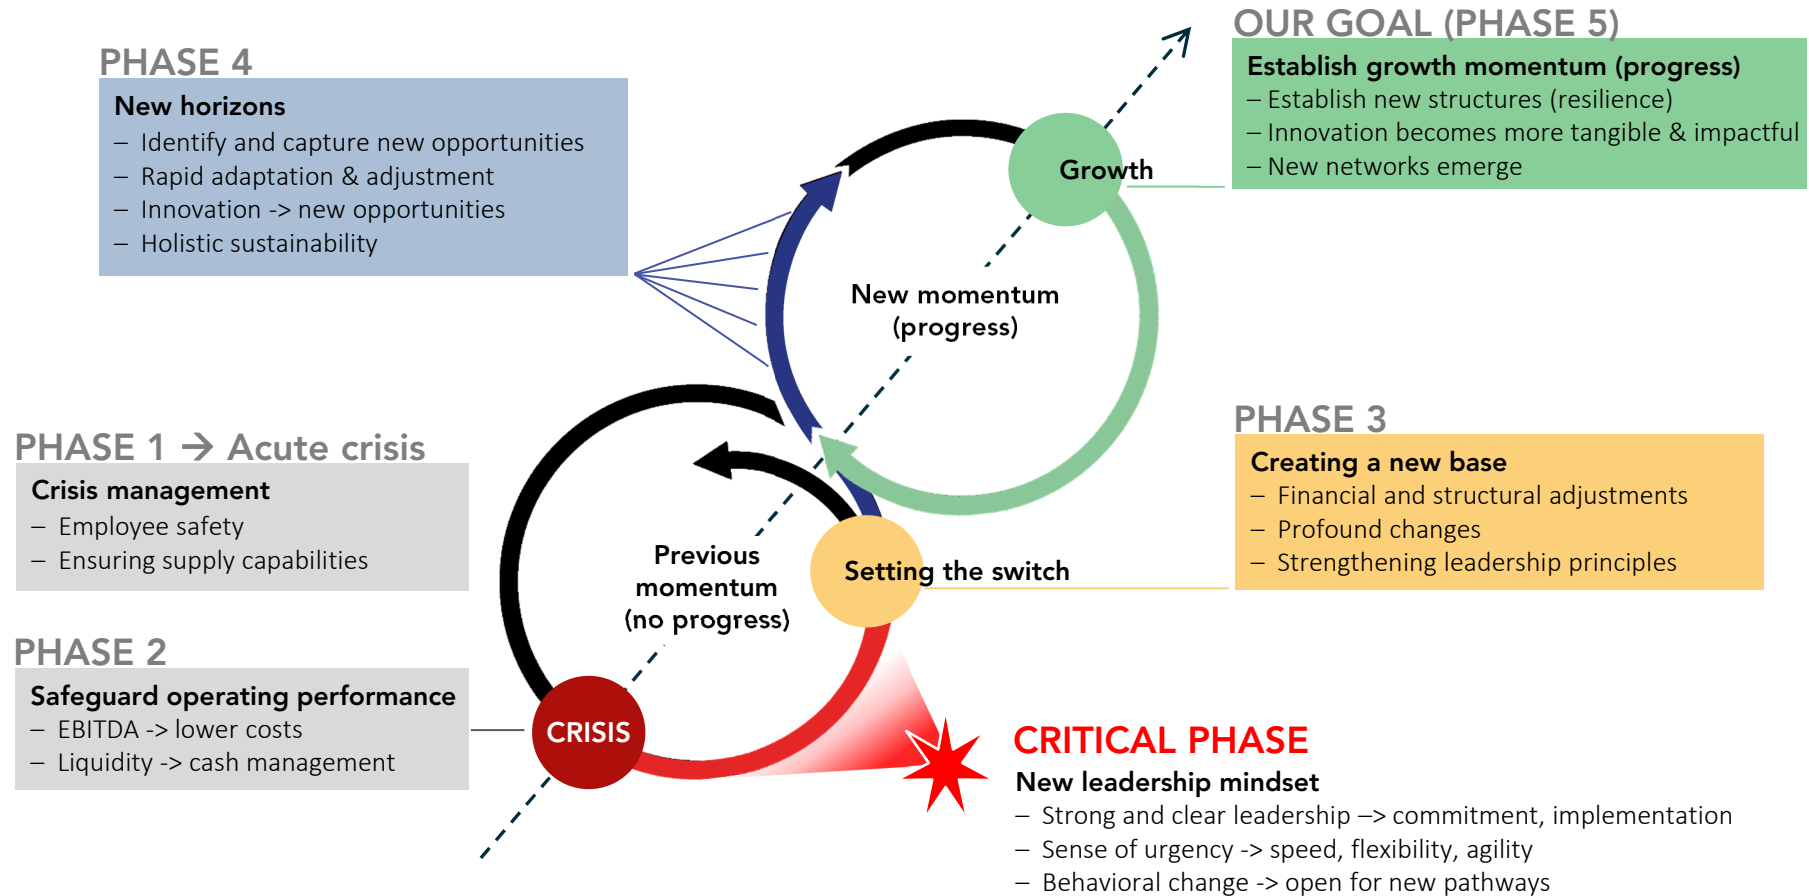 OUR GOAL (PHASE 5)
Establish growth momentum (progress)
– Establish new structures (resilience)
– Innovation becomes more tangible & impactful
– New networks emerge
PHASE 4
New horizons
– Identify and capture new opportunities
– Rapid adaptation & adjustment
– Innovation -> new opportunities
– Holistic sustainability
Growth
New momentum
(progress)
PHASE 3
Creating a new base
– Financial and structural adjustments
– Profound changes
– Strengthening leadership principles
PHASE 1 → Acute crisis
Crisis management
– Employee safety
– Ensuring supply capabilities
Previous
momentum
(no progress)
Setting the switch
PHASE 2
Safeguard operating performance
– EBITDA -> lower costs
– Liquidity -> cash management
CRISIS
CRITICAL PHASE
New leadership mindset
– Strong and clear leadership –> commitment, implementation
– Sense of urgency -> speed, flexibility, agility
– Behavioral change -> open for new pathways